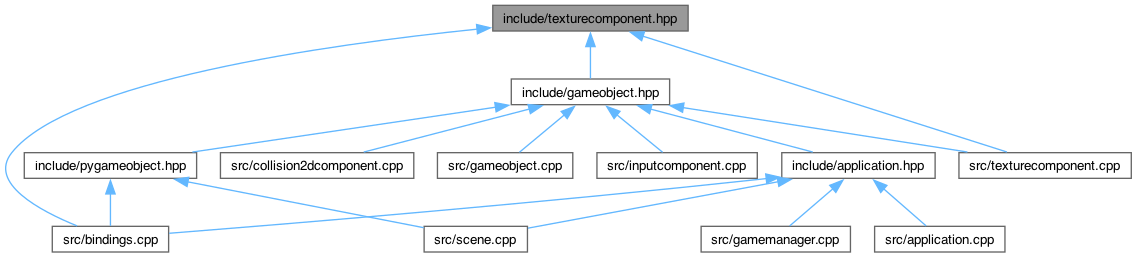 include/texturecomponent.hpp
include/gameobject.hpp
include/pygameobject.hpp
src/collision2dcomponent.cpp
src/gameobject.cpp
src/inputcomponent.cpp
include/application.hpp
src/texturecomponent.cpp
src/bindings.cpp
src/scene.cpp
src/gamemanager.cpp
src/application.cpp